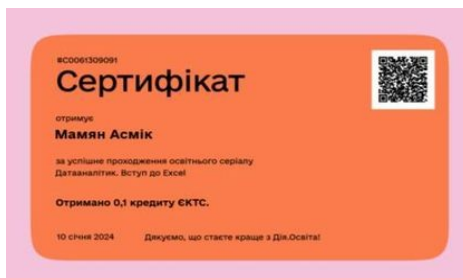 #C0061309091
Сертифікат
отримує
Мамян Асмік
за успішне проходження освітнього серіалу
Датааналітик. Вступ до Excel
Отримано 0,1 кредиту ЄКТС.
10 січня 2024 Дякуємо, що стаєте краще з Дія.Освіта!